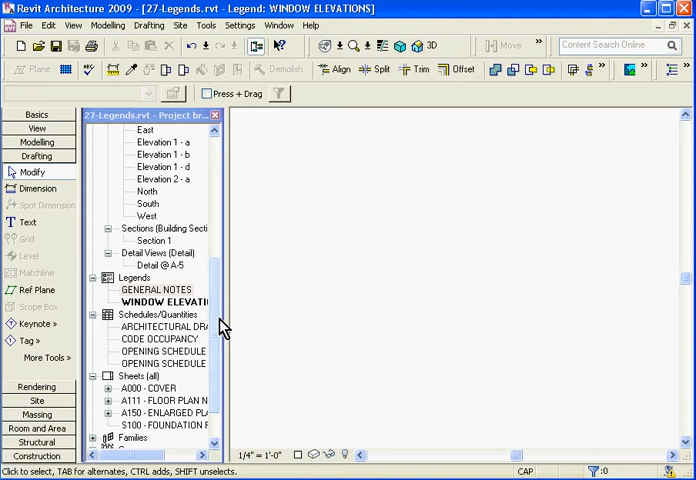 Revit Architecture 2009 - [27-Legends.rvt - Legend: WINDOW ELEVATIONS]
File Edit View Modelling Drafting Site Tools Settings Window Help
3D Move » Content Search Online
Plane Demolish Align Split Trim Offset » »
Press + Drag
Basics
View
Modelling
Drafting
Modify
Dimension
Spot Dimension
Text
Grid
Level
Matchline
Ref Plane
Scope Box
Keynote »
Tag »
More Tools »
Rendering
Site
Massing
Room and Area
Structural
Construction
27-Legends.rvt - Project br...
East
Elevation 1 - a
Elevation 1 - b
Elevation 1 - d
Elevation 2 - a
North
South
West
Sections (Building Secti
Section 1
Detail Views (Detail)
Detail @ A-5
Legends
GENERAL NOTES
WINDOW ELEVATI
Schedules/Quantities
ARCHITECTURAL DRA
CODE OCCUPANCY
OPENING SCHEDULE
OPENING SCHEDULE
Sheets (all)
A000 - COVER
A111 - FLOOR PLAN N
A150 - ENLARGED PLA
S100 - FOUNDATION P
Families
1/4" = 1'-0"
Click to select, TAB for alternates, CTRL adds, SHIFT unselects. CAP :0